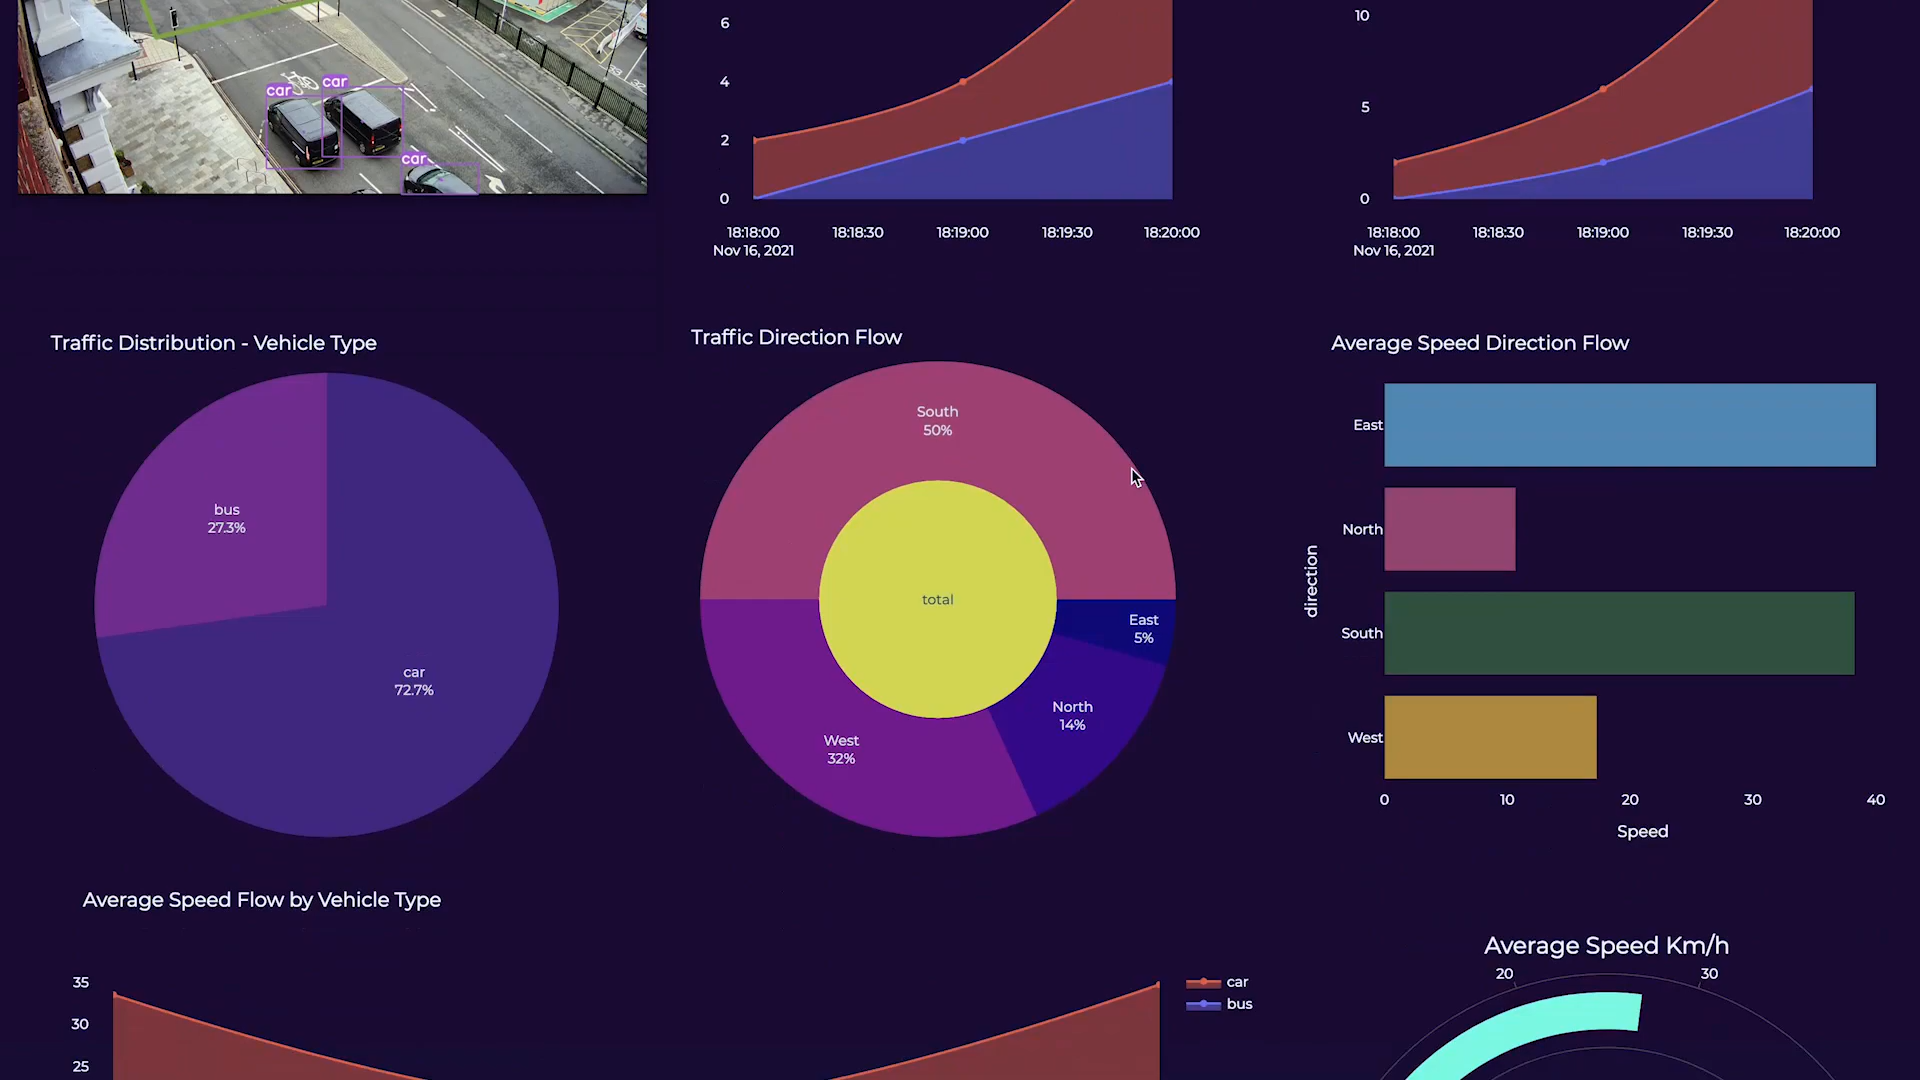 car
car
car
6
4
2
0
18:18:00
18:18:30
18:19:00
18:19:30
18:20:00
Nov 16, 2021
10
5
0
18:18:00
18:18:30
18:19:00
18:19:30
18:20:00
Nov 16, 2021
Traffic Distribution - Vehicle Type
bus
27.3%
car
72.7%
Traffic Direction Flow
South
50%
total
East
5%
North
14%
West
32%
Average Speed Direction Flow
direction
East
North
South
West
0
10
20
30
40
Speed
Average Speed Flow by Vehicle Type
35
30
25
car
bus
Average Speed Km/h
20
30